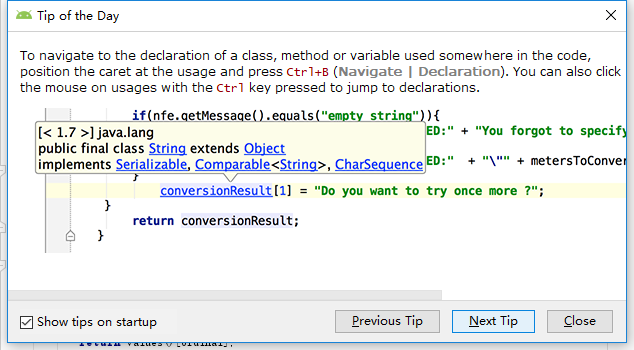 Tip of the Day
To navigate to the declaration of a class, method or variable used somewhere in the code,
position the caret at the usage and press Ctrl+B (Navigate | Declaration). You can also click
the mouse on usages with the Ctrl key pressed to jump to declarations.
if(nfe.getMessage().equals("empty string")){
[< 1.7 >] java.lang
ED:" + "You forgot to specify
public final class String extends Object
ED:" + "\"" + metersToConver
implements Serializable, Comparable<String>, CharSequence
}
conversionResult[1] = "Do you want to try once more ?";
}
return conversionResult;
}
Show tips on startup
Previous Tip
Next Tip
Close